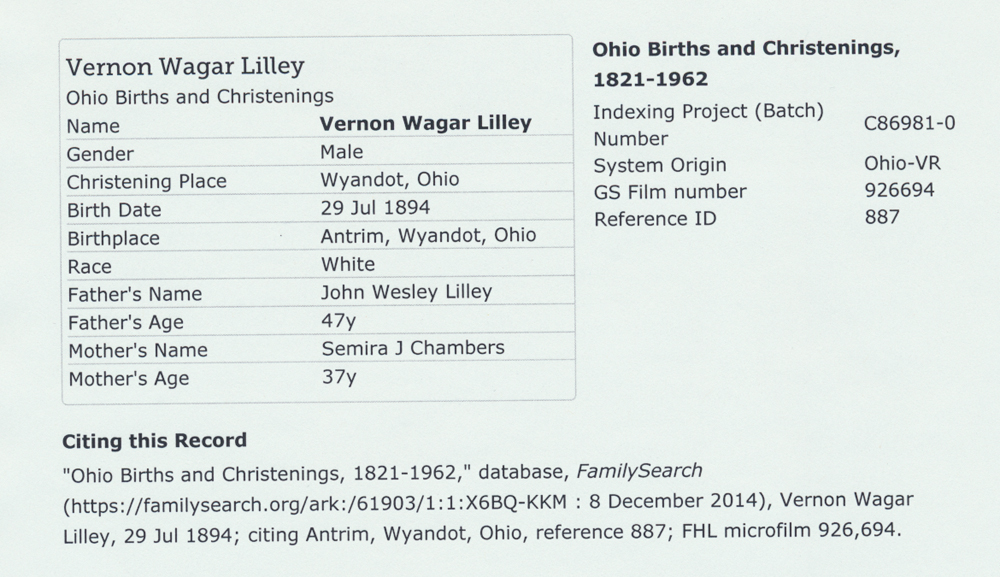 Vernon Wagar Lilley
Ohio Births and Christenings
Name Vernon Wagar Lilley
Gender Male
Christening Place Wyandot, Ohio
Birth Date 29 Jul 1894
Birthplace Antrim, Wyandot, Ohio
Race White
Father's Name John Wesley Lilley
Father's Age 47y
Mother's Name Semira J Chambers
Mother's Age 37y
Ohio Births and Christenings,
1821-1962
Indexing Project (Batch)
Number C86981-0
System Origin Ohio-VR
GS Film number 926694
Reference ID 887
Citing this Record
"Ohio Births and Christenings, 1821-1962," database, FamilySearch
(https://familysearch.org/ark:/61903/1:1:X6BQ-KKM : 8 December 2014), Vernon Wagar
Lilley, 29 Jul 1894; citing Antrim, Wyandot, Ohio, reference 887; FHL microfilm 926,694.